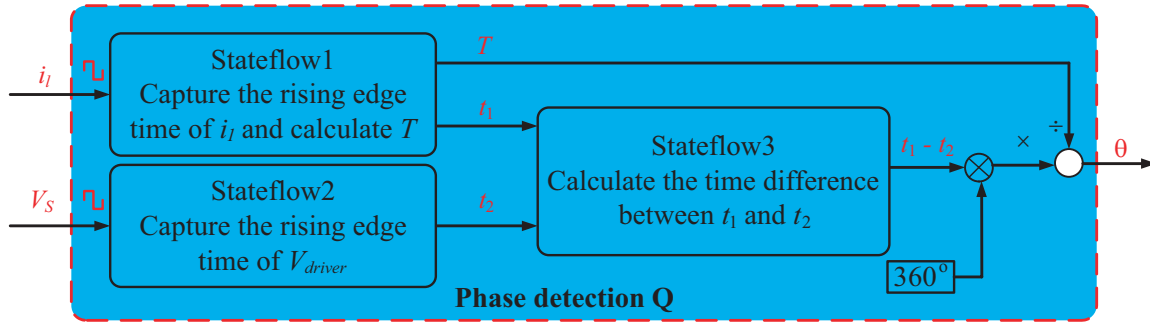 i_l
V_S
Stateflow1
Capture the rising edge
time of i_l and calculate T
Stateflow2
Capture the rising edge
time of V_driver
T
t_1
t_2
Stateflow3
Calculate the time difference
between t_1 and t_2
t_1 - t_2
×
÷
θ
360°
Phase detection Q